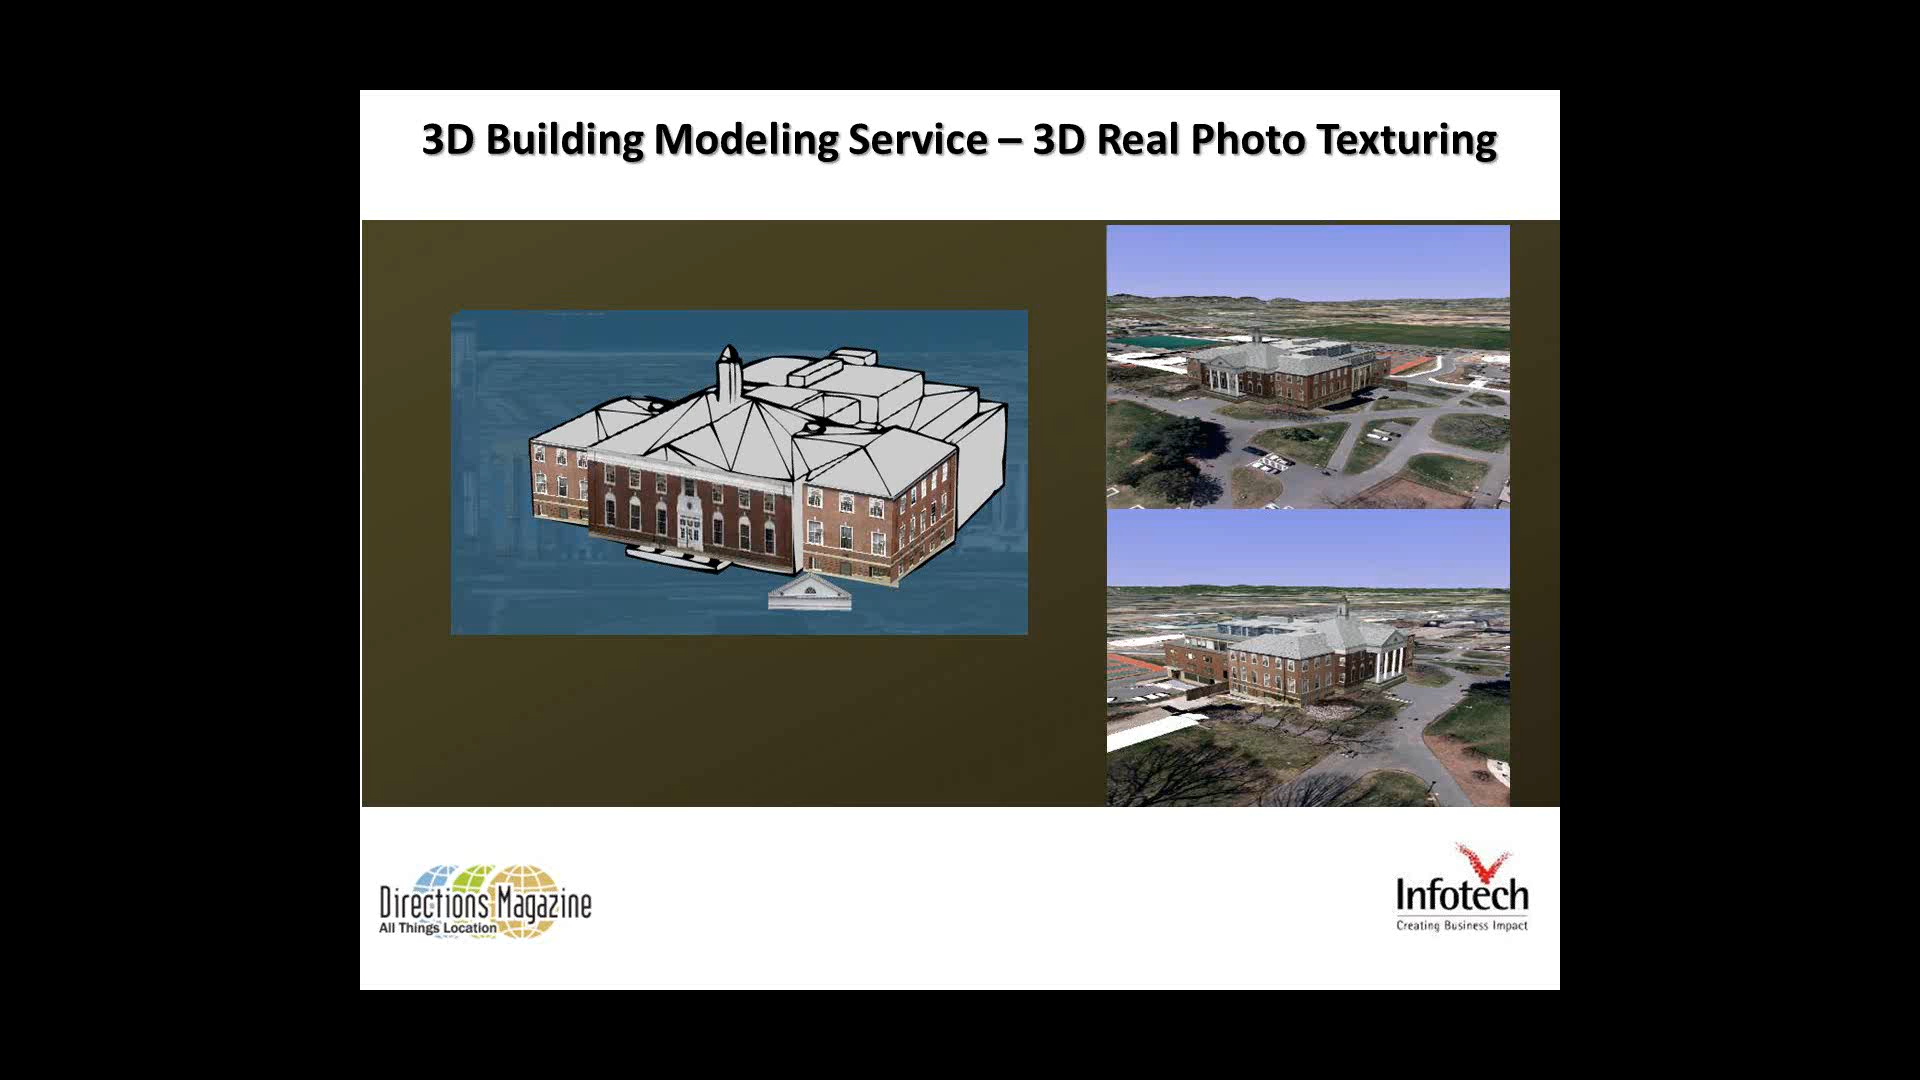 3D Building Modeling Service – 3D Real Photo Texturing
Directions Magazine
All Things Location
Infotech
Creating Business Impact